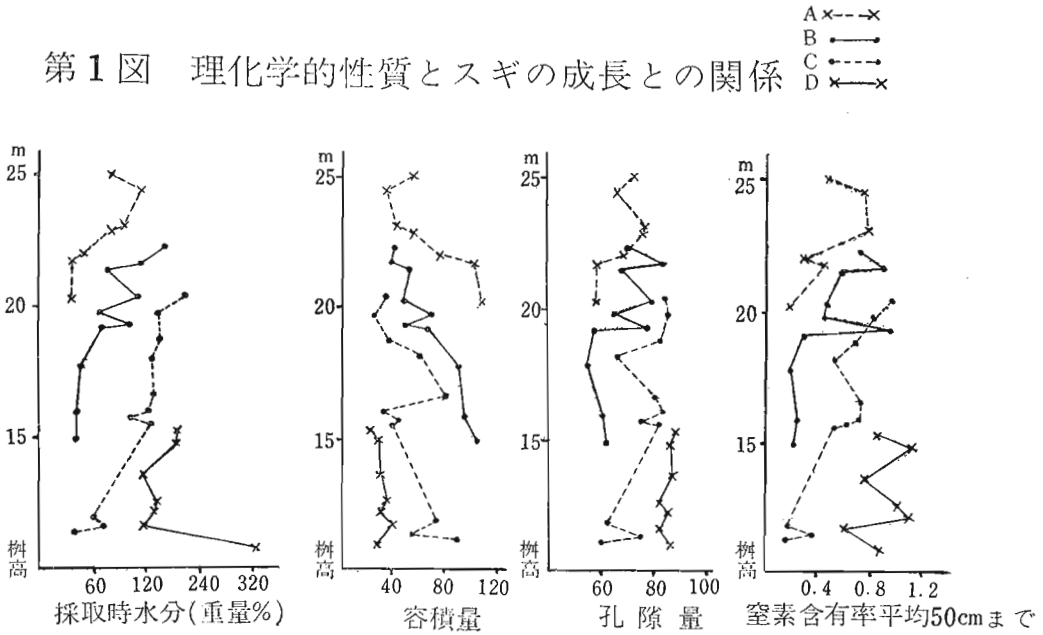 A
B
C
D
第1図 理化学的性質とスギの成長との関係
m
25
20
15
樹高
60 120 240 320
採取時水分(重量%)
m
25
20
15
樹高
40 80 120
容積量
m
25
20
15
樹高
60 80 100
孔隙量
m
25
20
15
樹高
0.4 0.8 1.2
窒素含有率平均50cmまで